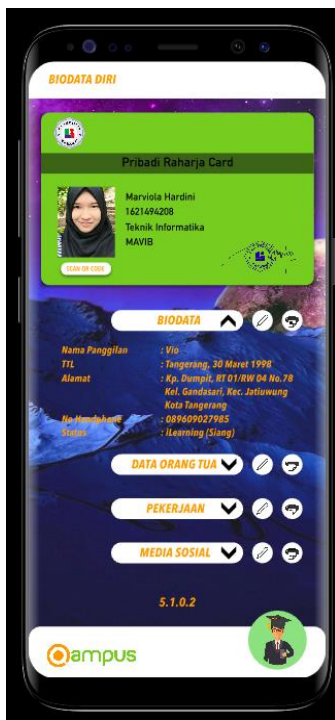 BIODATA DIRI
Pribadi Raharja Card
Marviola Hardini
1621494208
Teknik Informatika
MAVIB
SCAN QR CODE
BIODATA
Nama Panggilan : Vio
TTL : Tangerang, 30 Maret 1998
Alamat : Kp. Dumpit, RT 01/RW 04 No.78
Kel. Gandasari, Kec. Jatiuwung
Kota Tangerang
No Handphone : 089609027985
Status : iLearning (Siang)
DATA ORANG TUA
PEKERJAAN
MEDIA SOSIAL
5.1.0.2
Qampus